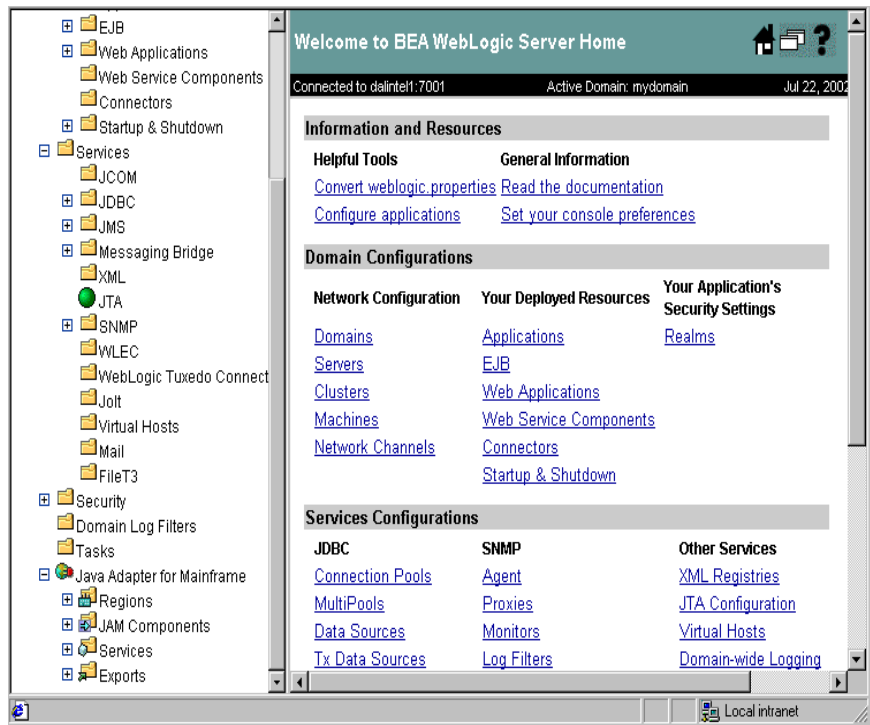 EJB
Web Applications
Web Service Components
Connectors
Startup & Shutdown
Services
JCOM
JDBC
JMS
Messaging Bridge
XML
JTA
SNMP
WLEC
WebLogic Tuxedo Connect
Jolt
Virtual Hosts
Mail
FileT3
Security
Domain Log Filters
Tasks
Java Adapter for Mainframe
Regions
JAM Components
Services
Exports
Welcome to BEA WebLogic Server Home
Connected to dalintel1:7001 Active Domain: mydomain Jul 22, 2002
Information and Resources
Helpful Tools General Information
Convert weblogic.properties Read the documentation
Configure applications Set your console preferences
Domain Configurations
Network Configuration Your Deployed Resources Your Application's
Security Settings
Domains Applications Realms
Servers EJB
Clusters Web Applications
Machines Web Service Components
Network Channels Connectors
Startup & Shutdown
Services Configurations
JDBC SNMP Other Services
Connection Pools Agent XML Registries
MultiPools Proxies JTA Configuration
Data Sources Monitors Virtual Hosts
Tx Data Sources Log Filters Domain-wide Logging
Local intranet